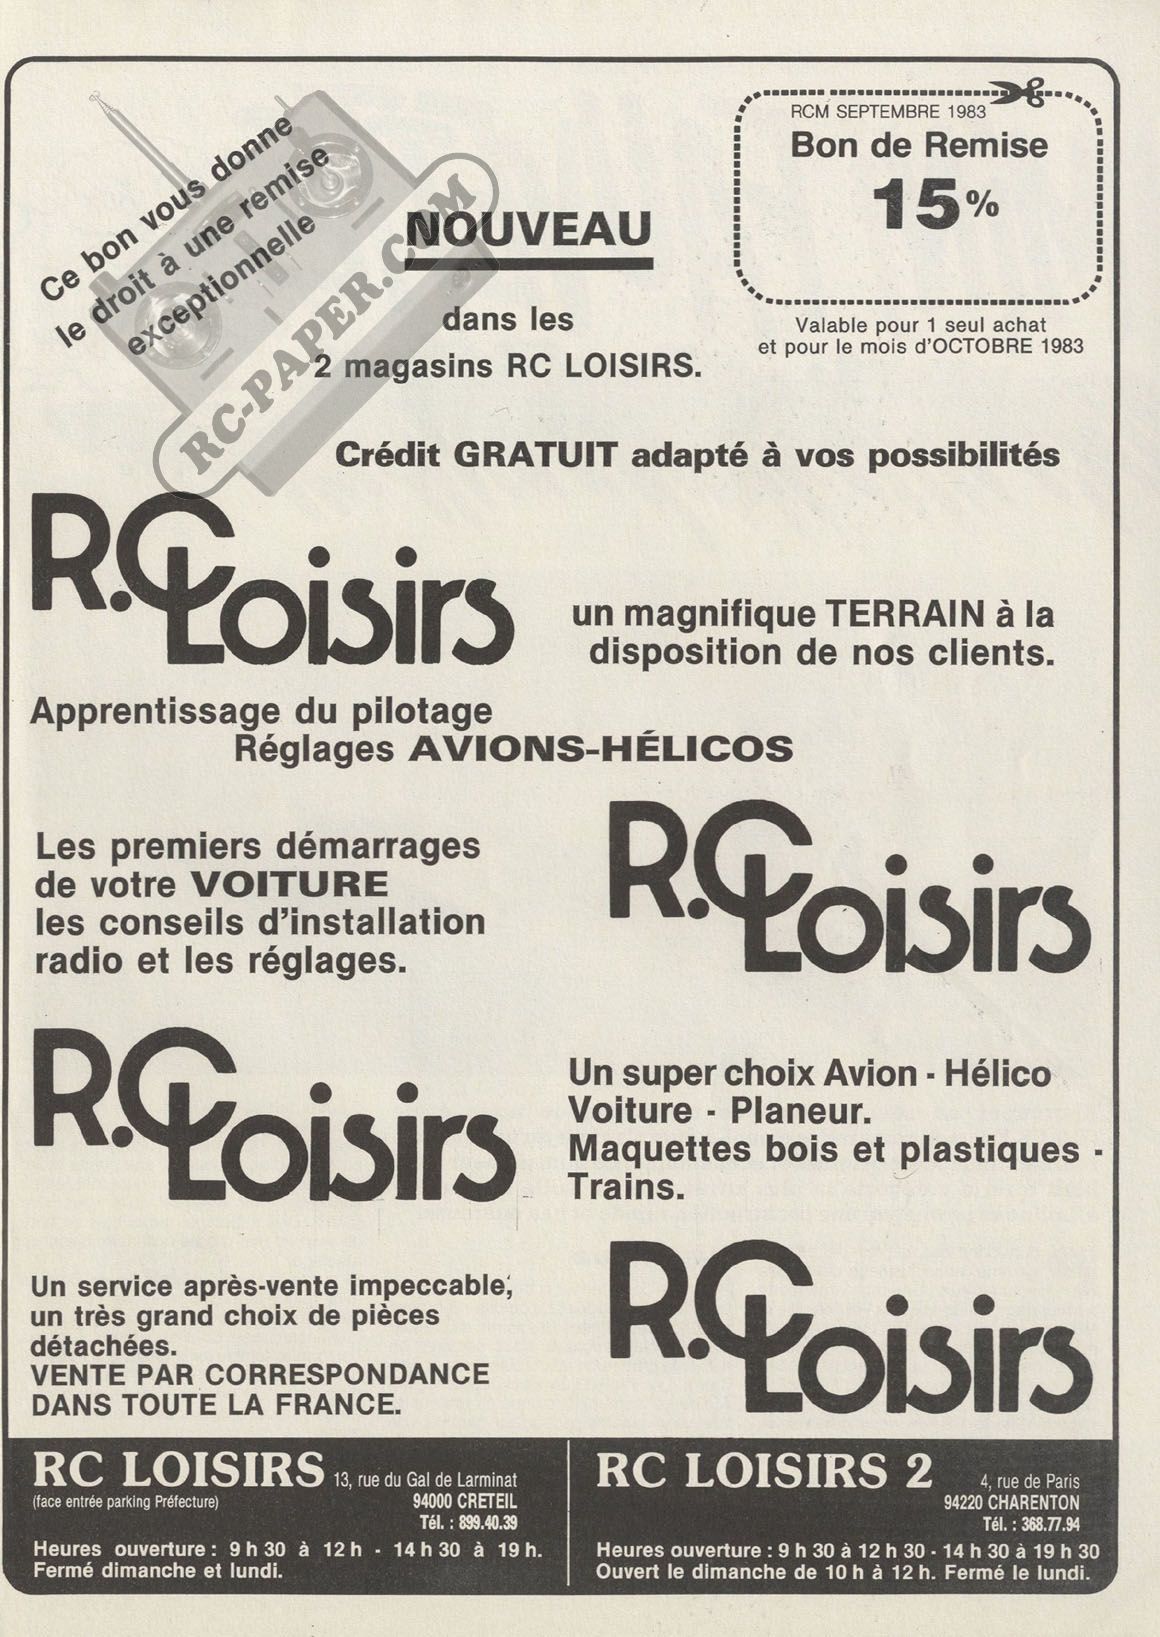 Ce bon vous donne
le droit à une remise
exceptionnelle
RC-PAPER.COM
RCM SEPTEMBRE 1983
Bon de Remise
15%
Valable pour 1 seul achat
et pour le mois d'OCTOBRE 1983
NOUVEAU
dans les
2 magasins RC LOISIRS.
Crédit GRATUIT adapté à vos possibilités
R.C Loisirs
un magnifique TERRAIN à la
disposition de nos clients.
Apprentissage du pilotage
Réglages AVIONS-HÉLICOS
Les premiers démarrages
de votre VOITURE
les conseils d'installation
radio et les réglages.
R.C Loisirs
R.C Loisirs
Un super choix Avion - Hélico
Voiture - Planeur.
Maquettes bois et plastiques -
Trains.
Un service après-vente impeccable,
un très grand choix de pièces
détachées.
VENTE PAR CORRESPONDANCE
DANS TOUTE LA FRANCE.
R.C Loisirs
RC LOISIRS 13, rue du Gal de Larminat
(face entrée parking Préfecture) 94000 CRETEIL
Tél. : 899.40.39
Heures ouverture : 9 h 30 à 12 h - 14 h 30 à 19 h.
Fermé dimanche et lundi.
RC LOISIRS 2 4, rue de Paris
94220 CHARENTON
Tél. : 368.77.94
Heures ouverture : 9 h 30 à 12 h 30 - 14 h 30 à 19 h 30
Ouvert le dimanche de 10 h à 12 h. Fermé le lundi.